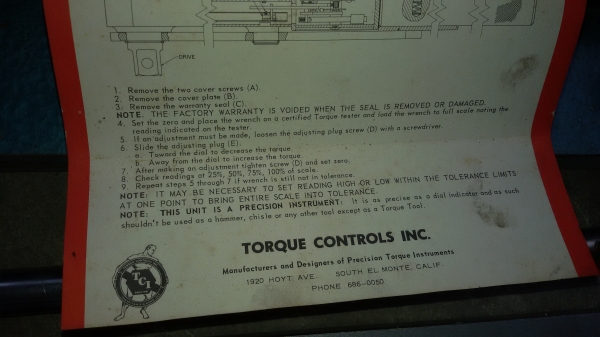 DRIVE
1. Remove the two cover screws (A).
2. Remove the cover plate (B).
3. Remove the warranty seal (C).
NOTE. THE FACTORY WARRANTY IS VOIDED WHEN THE SEAL IS REMOVED OR DAMAGED.
4. Set the zero and place the wrench on a certified Torque tester and load the wrench to full scale noting the
reading indicated on the tester.
5. If an adjustment must be made, loosen the adjusting plug screw (D) with a screwdriver.
6. Slide the adjusting plug (E):
a. Toward the dial to decrease the torque.
b. Away from the dial to increase the torque.
7. After making an adjustment tighten screw (D) and set zero.
8. Check readings at 25%, 50%, 75%, 100% of scale.
9. Repeat steps 5 through 7 if wrench is still not in tolerance.
NOTE: IT MAY BE NECESSARY TO SET READING HIGH OR LOW WITHIN THE TOLERANCE LIMITS
AT ONE POINT TO BRING ENTIRE SCALE INTO TOLERANCE.
NOTE: THIS UNIT IS A PRECISION INSTRUMENT: It is as precise as a dial indicator and as such
shouldn't be used as a hammer, chisle or any other tool except as a Torque Tool.
TORQUE CONTROLS INC.
Manufacturers and Designers of Precision Torque Instruments
1920 HOYT. AVE. SOUTH EL MONTE, CALIF.
PHONE 686-0050
TCI